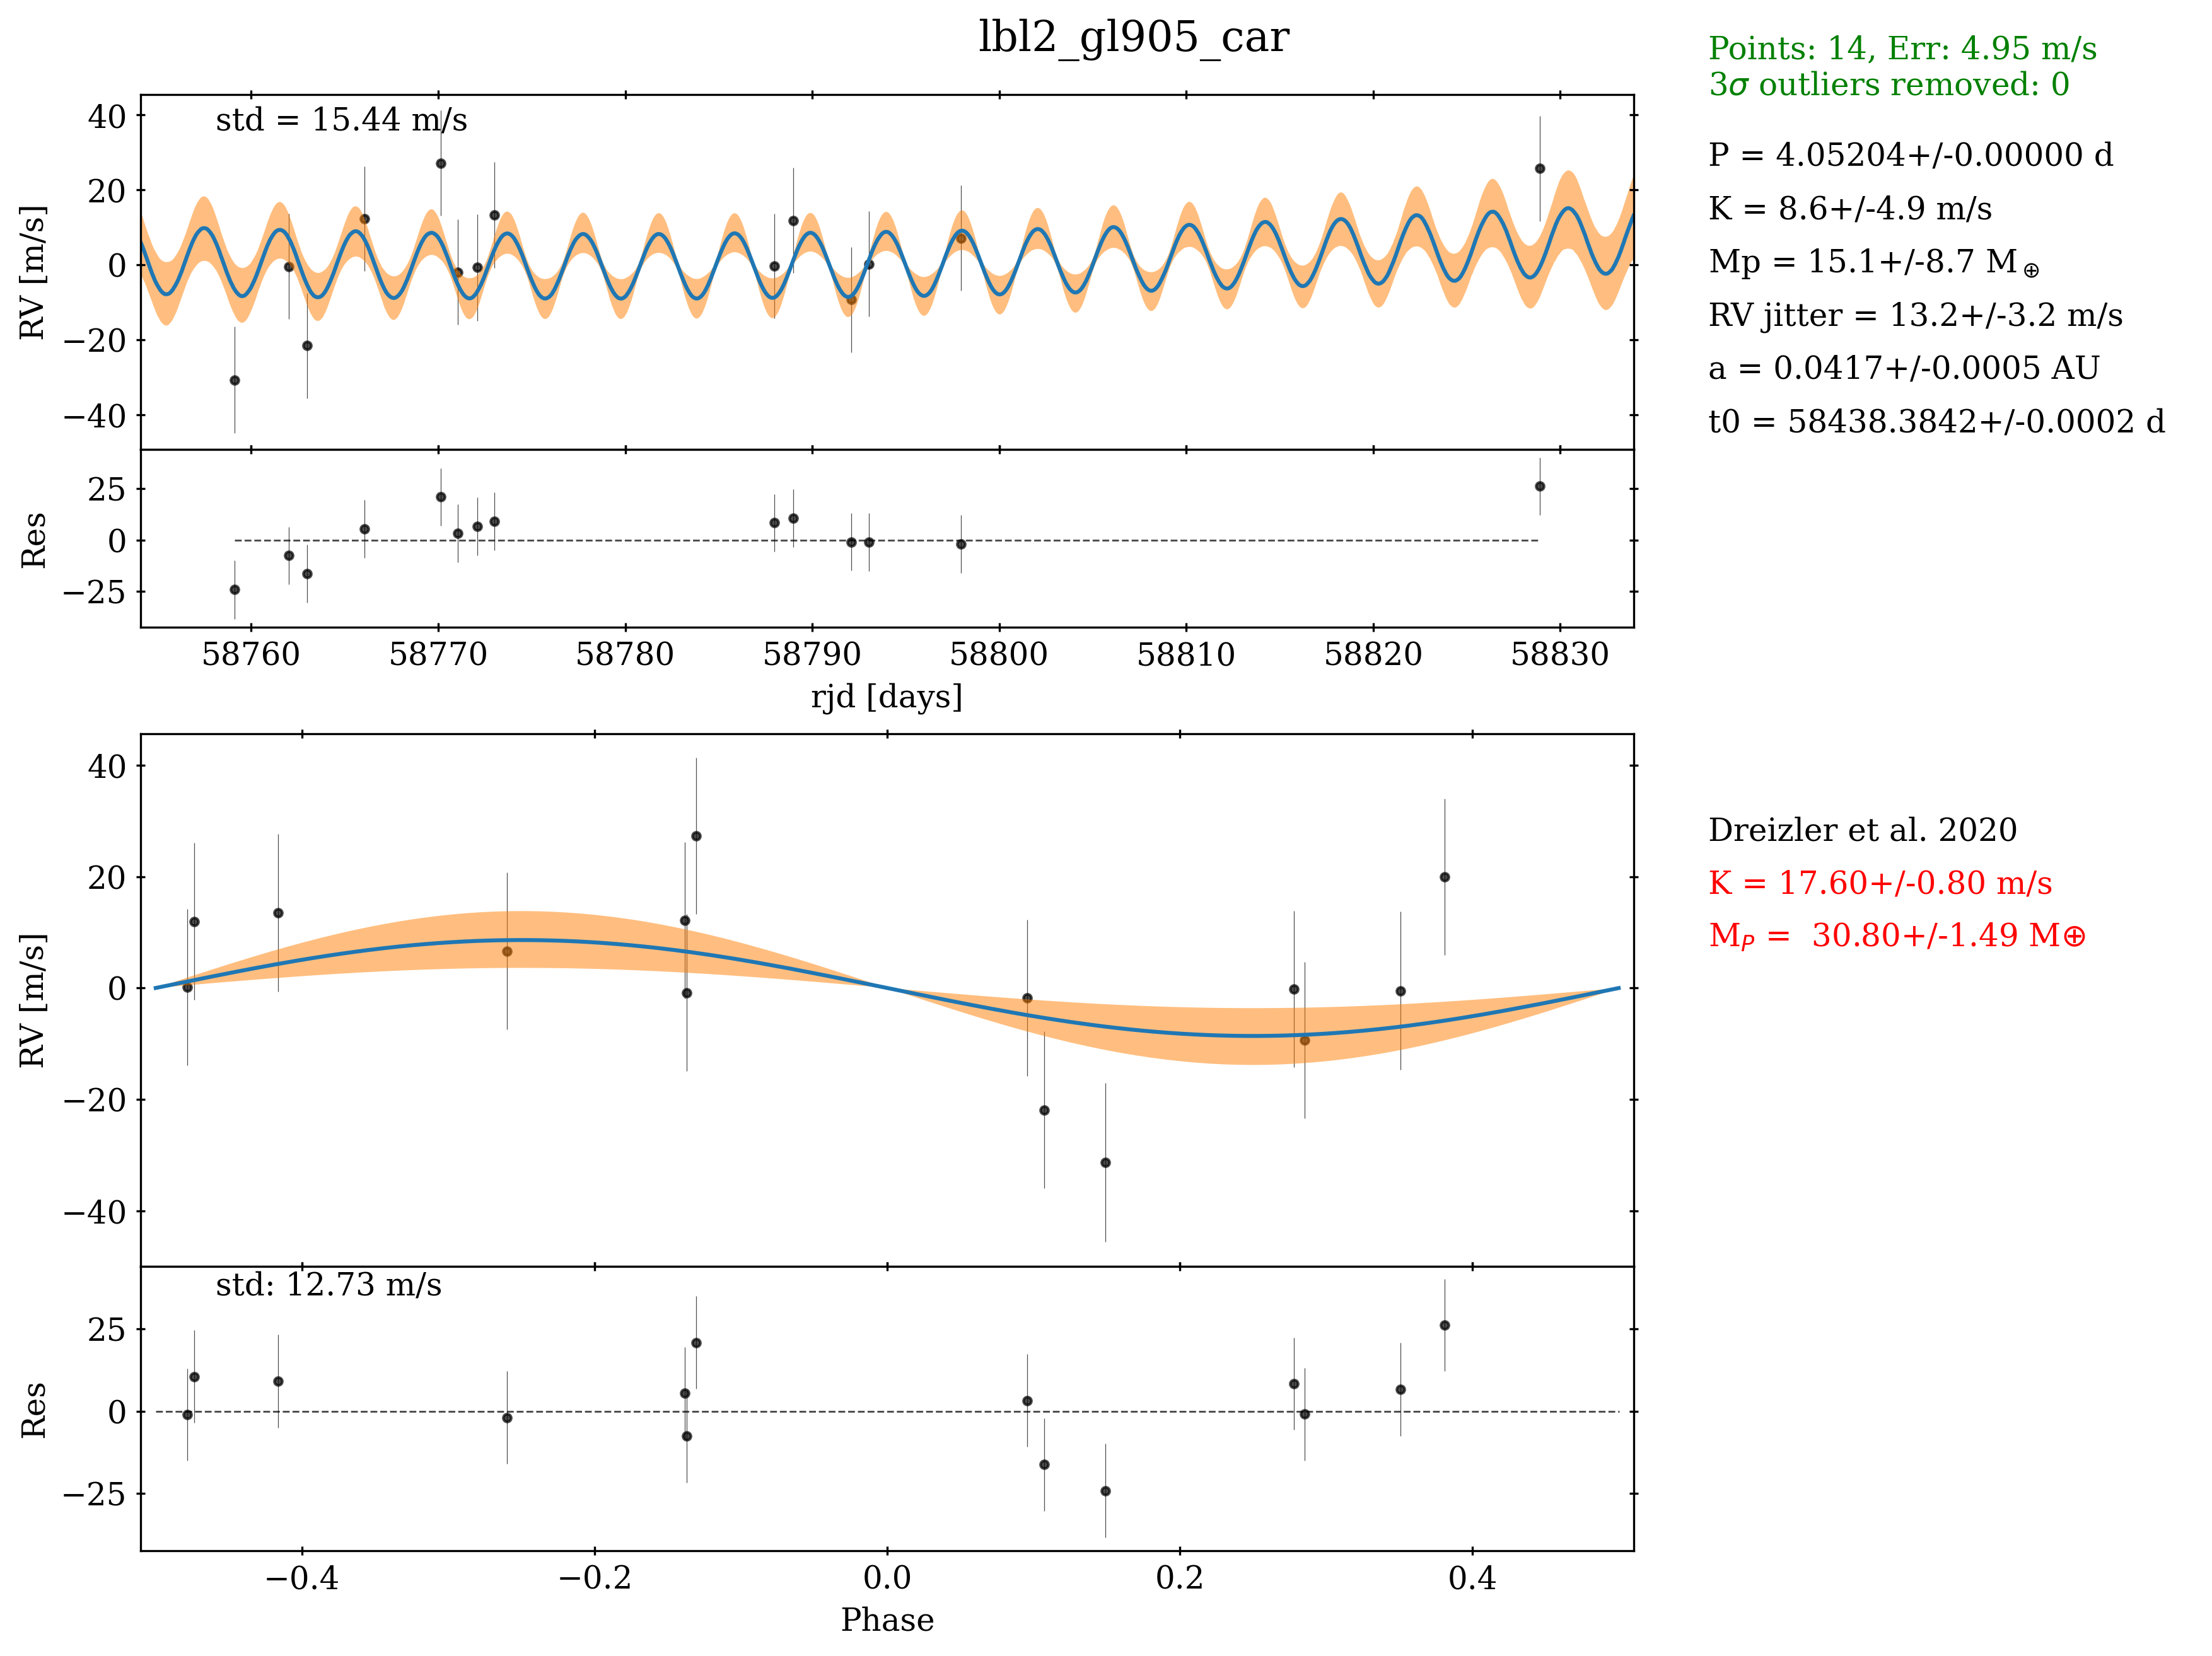 lbl2_gl905_car
Points: 14, Err: 4.95 m/s
3σ outliers removed: 0
std = 15.44 m/s
40
20
0
−20
−40
RV [m/s]
P = 4.05204+/-0.00000 d
K = 8.6+/-4.9 m/s
Mp = 15.1+/-8.7 M⊕
RV jitter = 13.2+/-3.2 m/s
a = 0.0417+/-0.0005 AU
t0 = 58438.3842+/-0.0002 d
25
0
−25
Res
58760 58770 58780 58790 58800 58810 58820 58830
rjd [days]
40
20
0
−20
−40
RV [m/s]
Dreizler et al. 2020
K = 17.60+/-0.80 m/s
M_P = 30.80+/-1.49 M⊕
std: 12.73 m/s
25
0
−25
Res
−0.4 −0.2 0.0 0.2 0.4
Phase